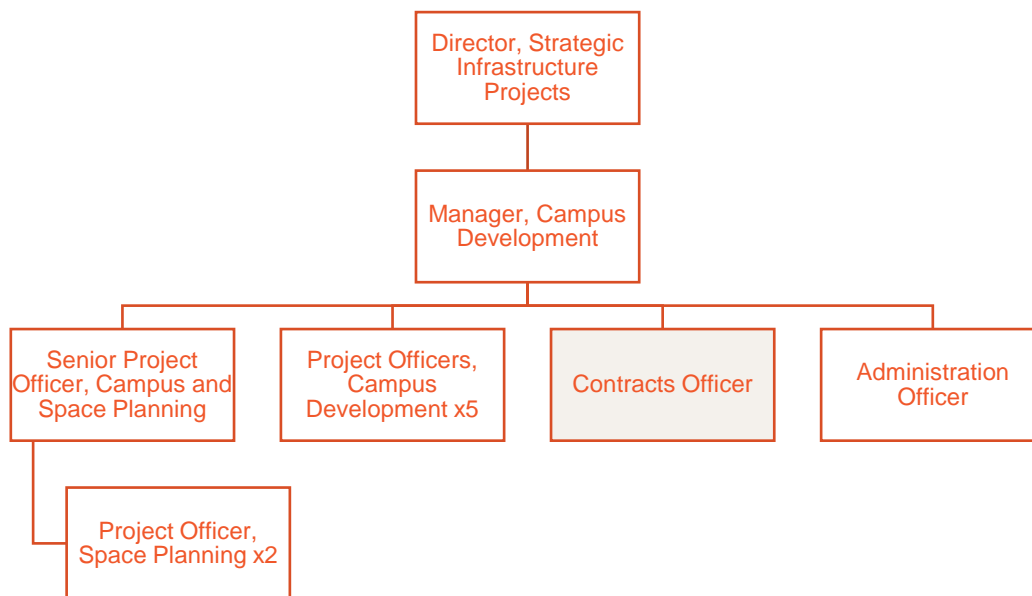 Director, Strategic
Infrastructure
Projects
Manager, Campus
Development
Senior Project
Officer, Campus and
Space Planning
Project Officers,
Campus
Development x5
Contracts Officer
Administration
Officer
Project Officer,
Space Planning x2